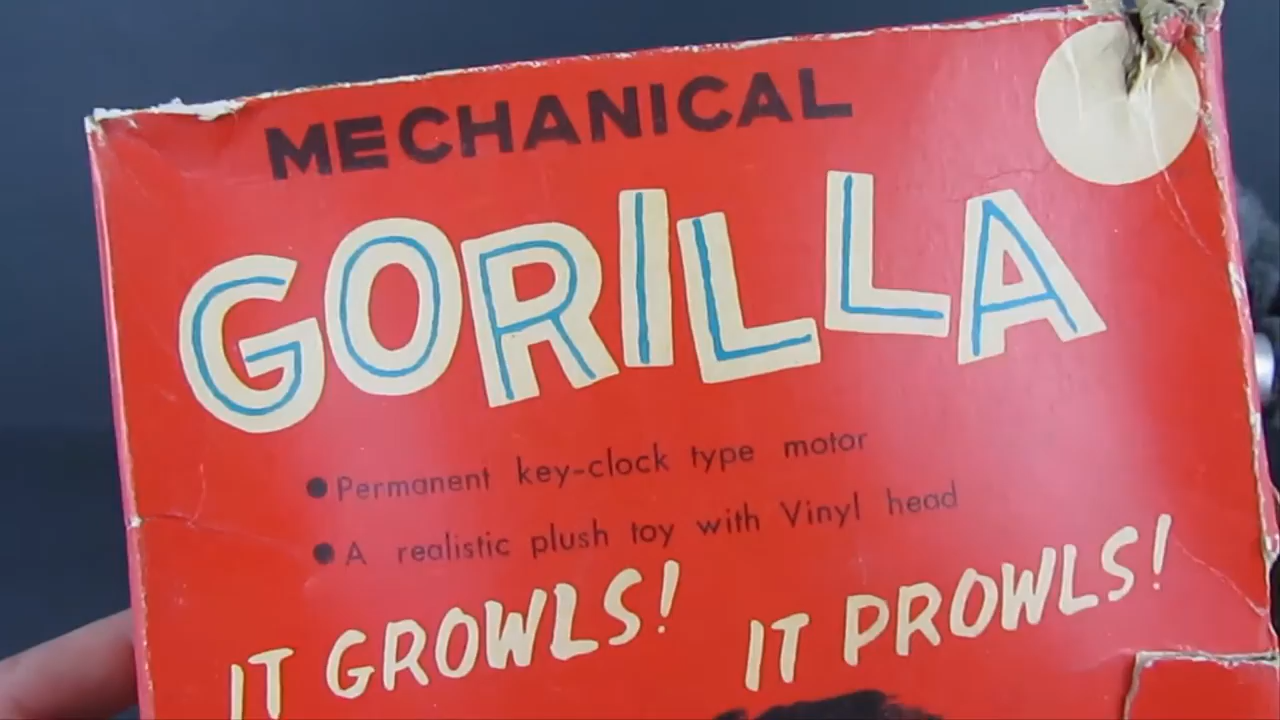 MECHANICAL
GORILLA
●Permanent key-clock type motor
●A realistic plush toy with Vinyl head
IT GROWLS! IT PROWLS!